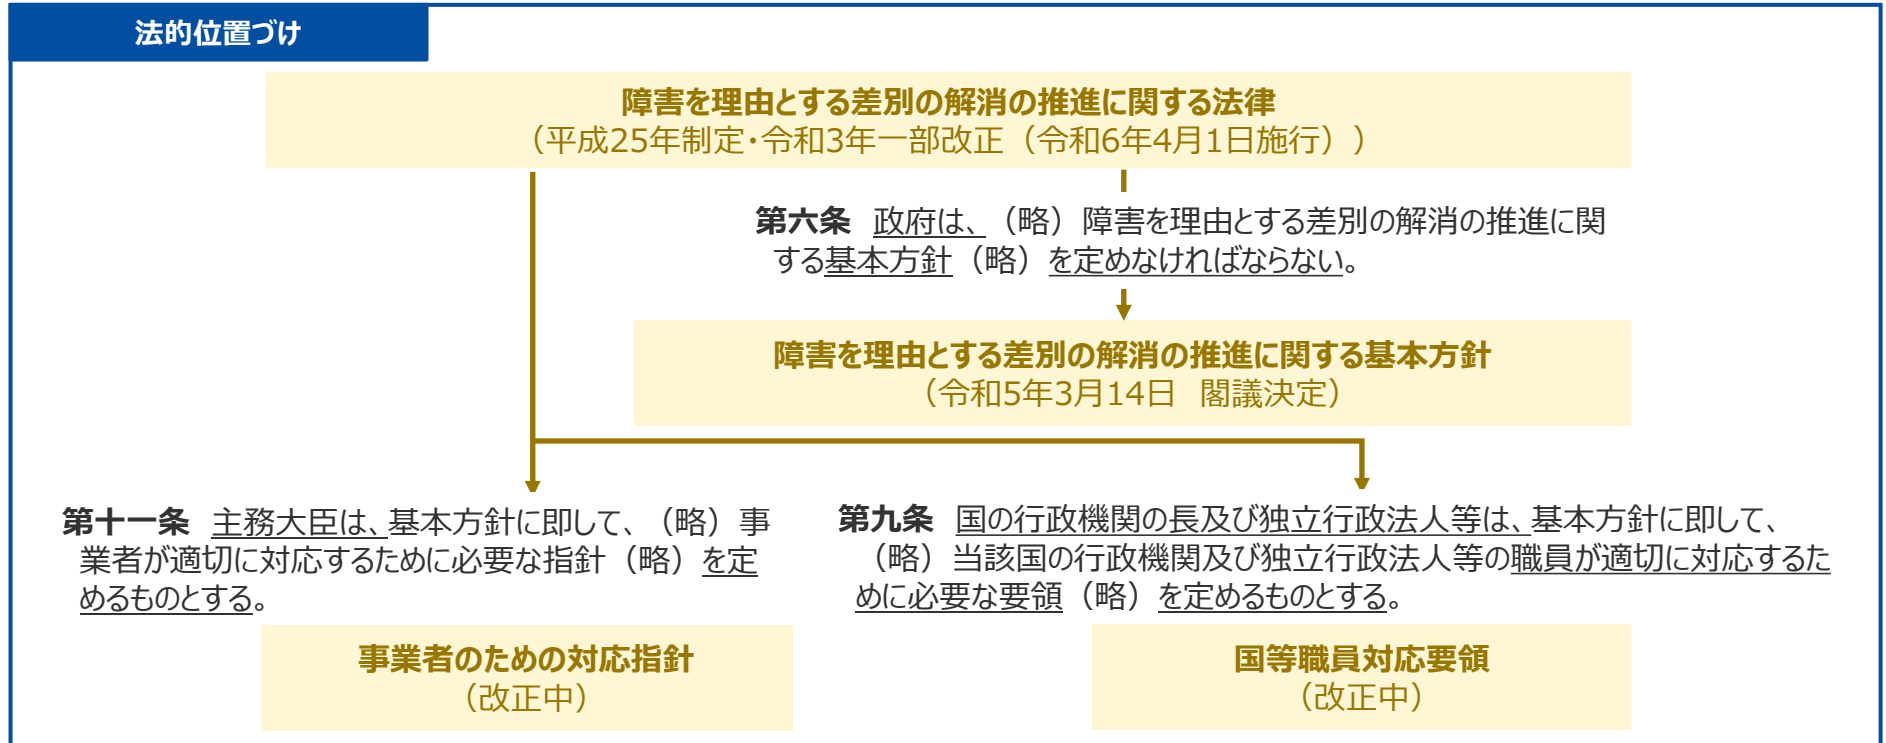 法的位置づけ
障害を理由とする差別の解消の推進に関する法律
（平成25年制定・令和3年一部改正（令和6年4月1日施行））
第六条　政府は、（略）障害を理由とする差別の解消の推進に関
する基本方針（略）を定めなければならない。
障害を理由とする差別の解消の推進に関する基本方針
（令和5年3月14日　閣議決定）
第十一条　主務大臣は、基本方針に即して、（略）事
業者が適切に対応するために必要な指針（略）を定
めるものとする。
第九条　国の行政機関の長及び独立行政法人等は、基本方針に即して、
（略）当該国の行政機関及び独立行政法人等の職員が適切に対応するた
めに必要な要領（略）を定めるものとする。
事業者のための対応指針
（改正中）
国等職員対応要領
（改正中）